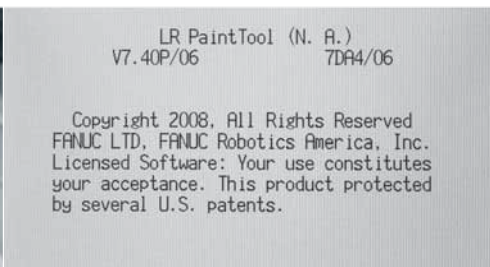 LR PaintTool (N. A.)
V7.40P/06 7DA4/06
Copyright 2008, All Rights Reserved
FANUC LTD, FANUC Robotics America, Inc.
Licensed Software: Your use constitutes
your acceptance. This product protected
by several U.S. patents.